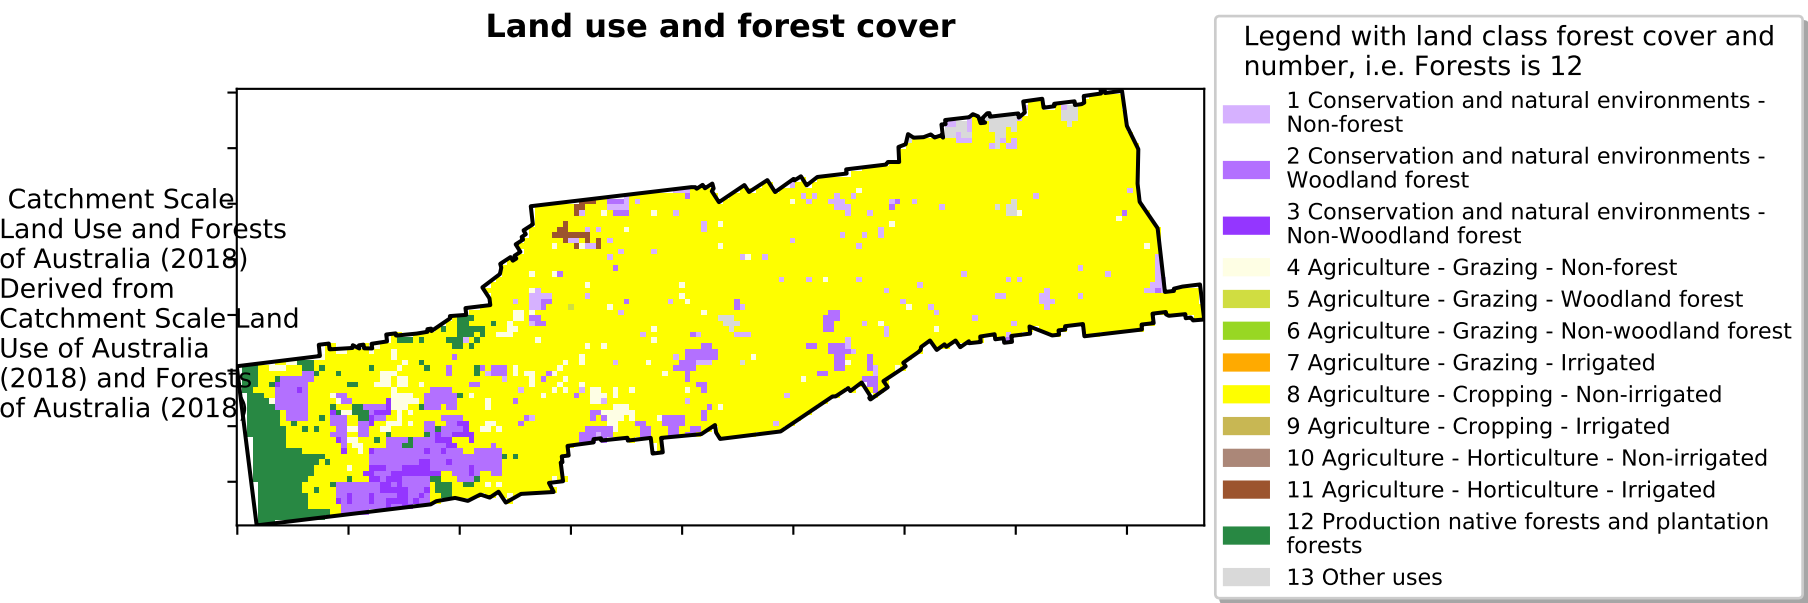 Land use and forest cover
Catchment Scale
Land Use and Forests
of Australia (2018)
Derived from
Catchment Scale Land
Use of Australia
(2018) and Forests
of Australia (2018)
Legend with land class forest cover and
number, i.e. Forests is 12
1 Conservation and natural environments -
Non-forest
2 Conservation and natural environments -
Woodland forest
3 Conservation and natural environments -
Non-Woodland forest
4 Agriculture - Grazing - Non-forest
5 Agriculture - Grazing - Woodland forest
6 Agriculture - Grazing - Non-woodland forest
7 Agriculture - Grazing - Irrigated
8 Agriculture - Cropping - Non-irrigated
9 Agriculture - Cropping - Irrigated
10 Agriculture - Horticulture - Non-irrigated
11 Agriculture - Horticulture - Irrigated
12 Production native forests and plantation
forests
13 Other uses